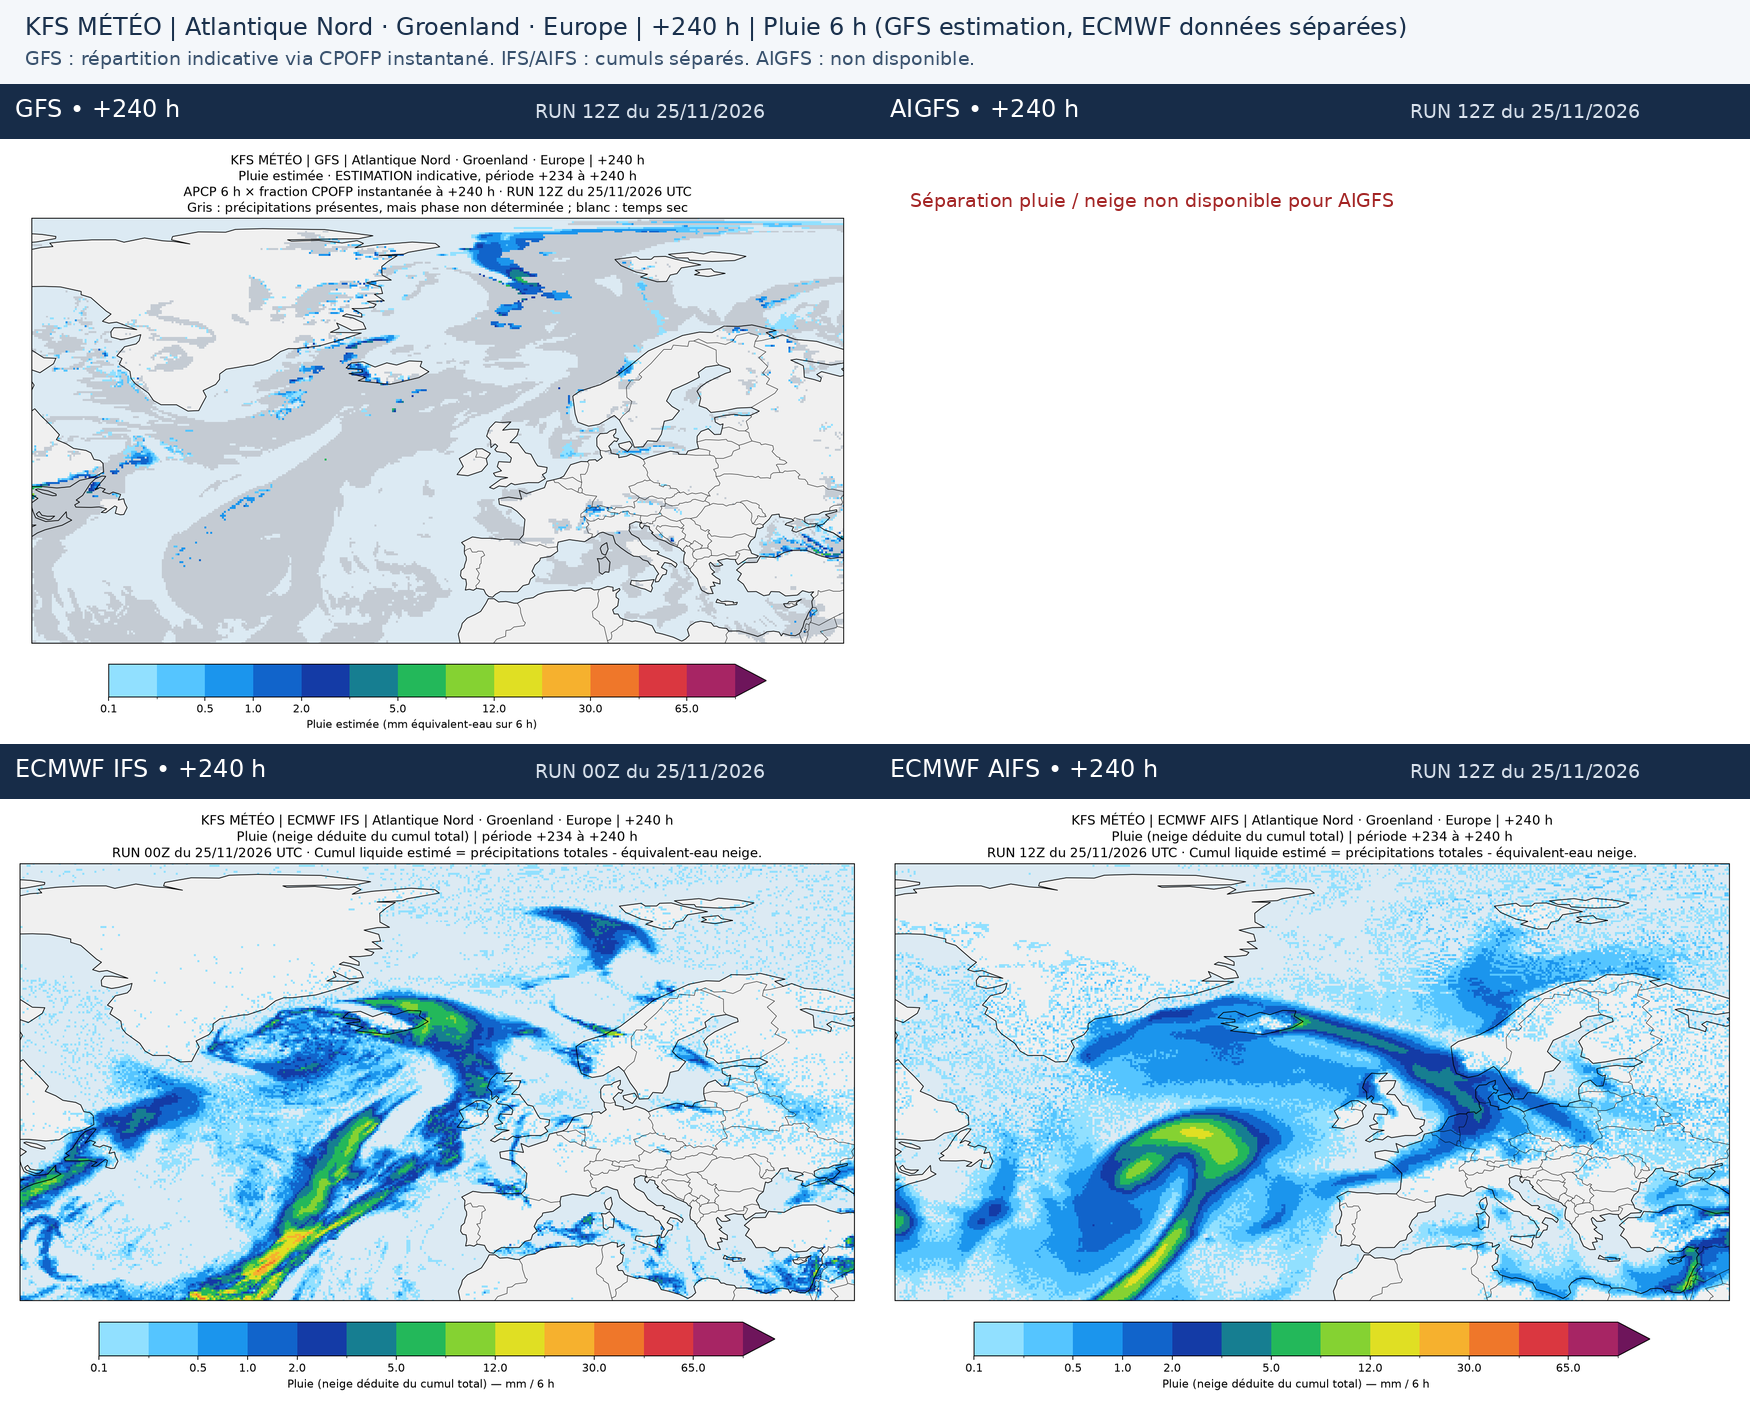 KFS MÉTÉO | Atlantique Nord · Groenland · Europe | +240 h | Pluie 6 h (GFS estimation, ECMWF données séparées)
GFS : répartition indicative via CPOFP instantané. IFS/AIFS : cumuls séparés. AIGFS : non disponible.
GFS • +240 h
RUN 12Z du 25/11/2026
AIGFS • +240 h
RUN 12Z du 25/11/2026
KFS MÉTÉO | GFS | Atlantique Nord · Groenland · Europe | +240 h
Pluie estimée · ESTIMATION indicative, période +234 à +240 h
APCP 6 h × fraction CPOFP instantanée à +240 h · RUN 12Z du 25/11/2026 UTC
Gris : précipitations présentes, mais phase non déterminée ; blanc : temps sec
0.1 0.5 1.0 2.0 5.0 12.0 30.0 65.0
Pluie estimée (mm équivalent-eau sur 6 h)
Séparation pluie / neige non disponible pour AIGFS
ECMWF IFS • +240 h
RUN 00Z du 25/11/2026
ECMWF AIFS • +240 h
RUN 12Z du 25/11/2026
KFS MÉTÉO | ECMWF IFS | Atlantique Nord · Groenland · Europe | +240 h
Pluie (neige déduite du cumul total) | période +234 à +240 h
RUN 00Z du 25/11/2026 UTC · Cumul liquide estimé = précipitations totales - équivalent-eau neige.
0.1 0.5 1.0 2.0 5.0 12.0 30.0 65.0
Pluie (neige déduite du cumul total) — mm / 6 h
KFS MÉTÉO | ECMWF AIFS | Atlantique Nord · Groenland · Europe | +240 h
Pluie (neige déduite du cumul total) | période +234 à +240 h
RUN 12Z du 25/11/2026 UTC · Cumul liquide estimé = précipitations totales - équivalent-eau neige.
0.1 0.5 1.0 2.0 5.0 12.0 30.0 65.0
Pluie (neige déduite du cumul total) — mm / 6 h